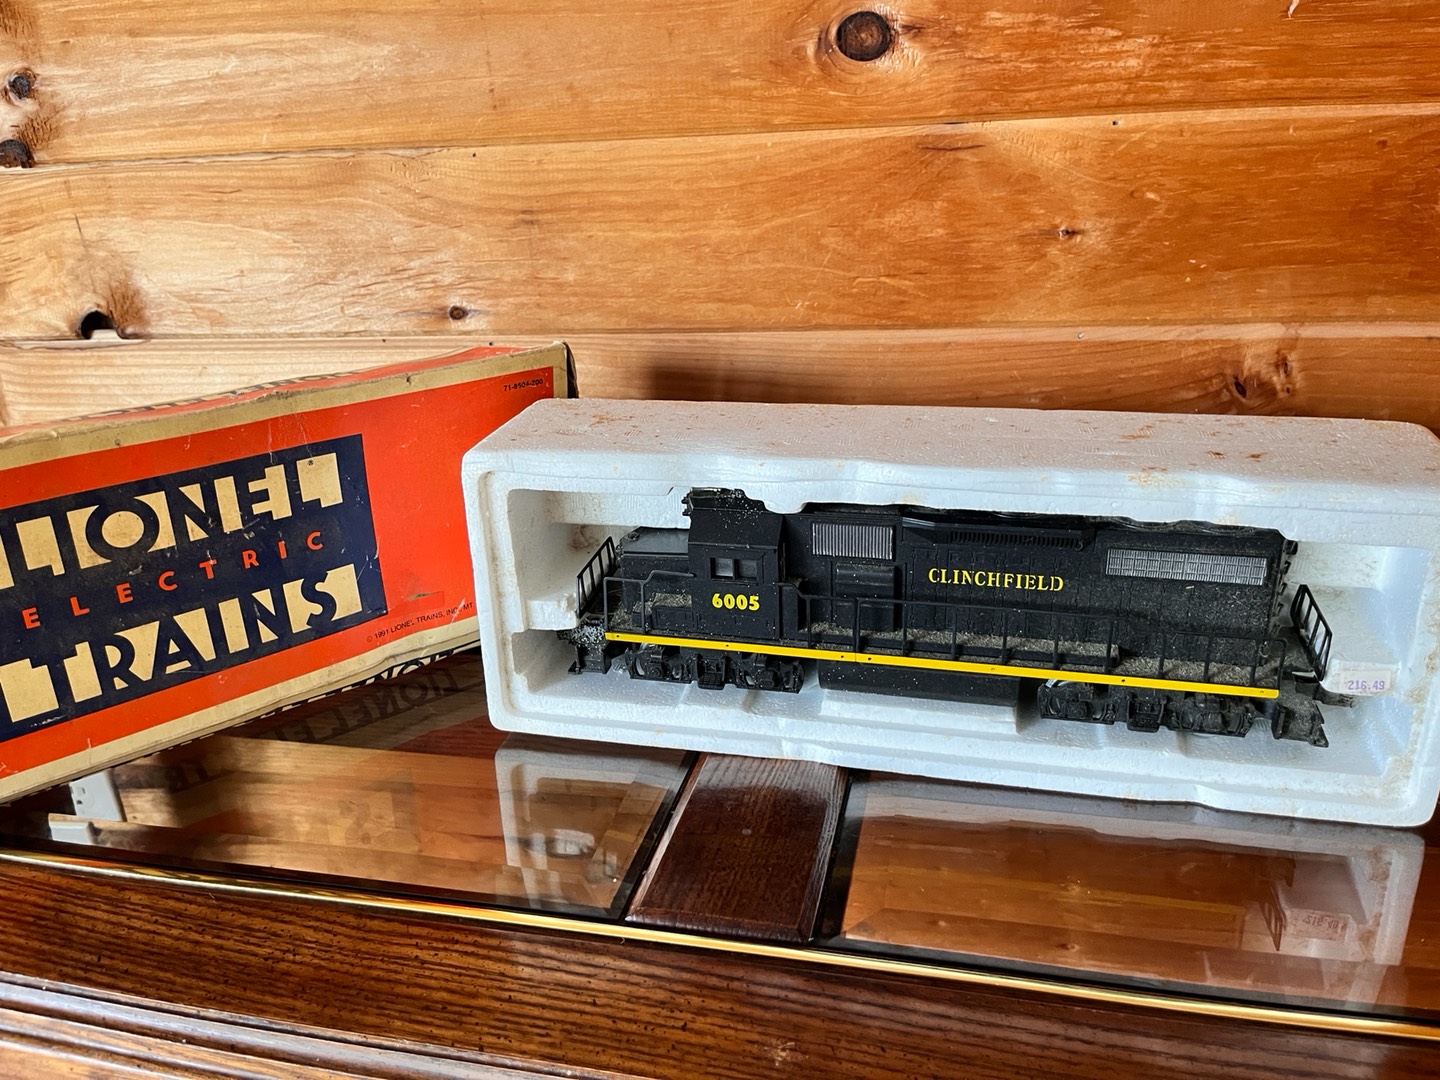 71-8504-200
LIONEL®
ELECTRIC
TRAINS
© 1991 LIONEL TRAINS, INC. MT
CLINCHFIELD
6005
216.49